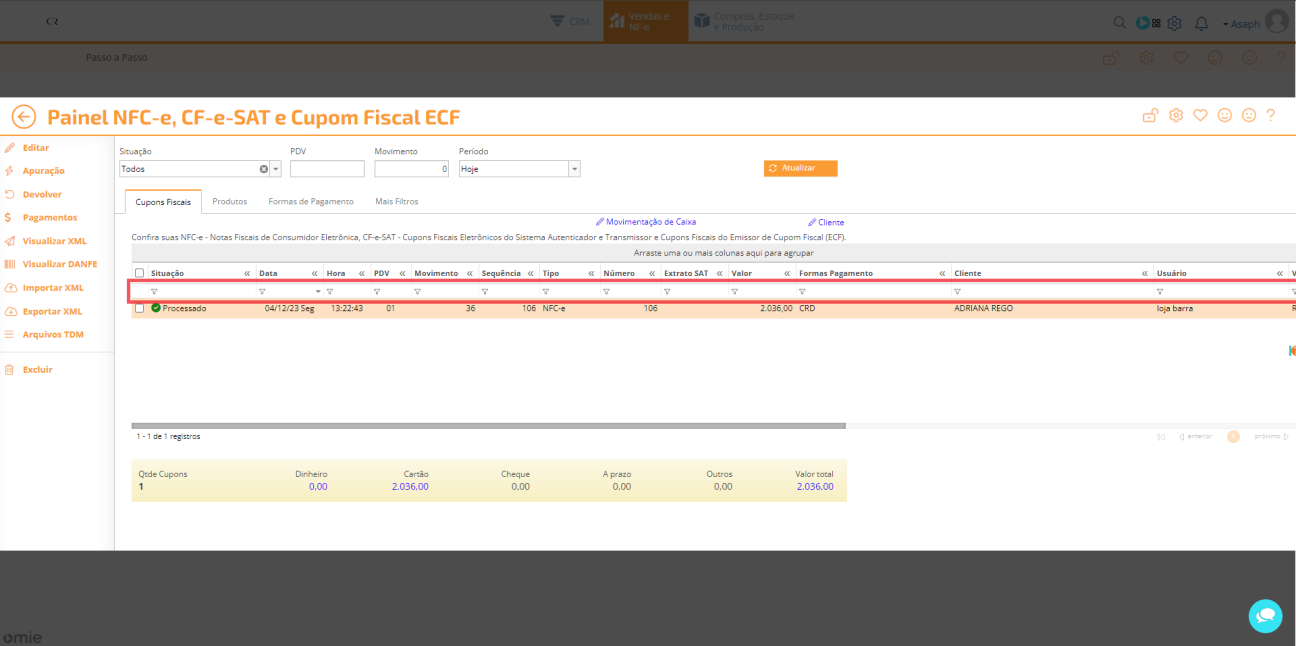 CR
CRM
Vendas e
NF-e
Compras, Estoque
e Produção
Asaph
Passo a Passo
Painel NFC-e, CF-e-SAT e Cupom Fiscal ECF
Editar
Apuração
Devolver
Pagamentos
Visualizar XML
Visualizar DANFE
Importar XML
Exportar XML
Arquivos TDM
Excluir
Situação PDV Movimento Período
Todos 0 Hoje Atualizar
Cupons Fiscais Produtos Formas de Pagamento Mais Filtros
Movimentação de Caixa Cliente
Confira suas NFC-e - Notas Fiscais de Consumidor Eletrônica, CF-e-SAT - Cupons Fiscais Eletrônicos do Sistema Autenticador e Transmissor e Cupons Fiscais do Emissor de Cupom Fiscal (ECF).
Arraste uma ou mais colunas aqui para agrupar
Situação Data Hora PDV Movimento Sequência Tipo Número Extrato SAT Valor Formas Pagamento Cliente Usuário V
Processado 04/12/23 Seg 13:22:43 01 36 106 NFC-e 106 2.036,00 CRD ADRIANA REGO loja barra R
1 - 1 de 1 registros
anterior 1 próximo
Qtde Cupons Dinheiro Cartão Cheque A prazo Outros Valor total
1 0,00 2.036,00 0,00 0,00 0,00 2.036,00
omie